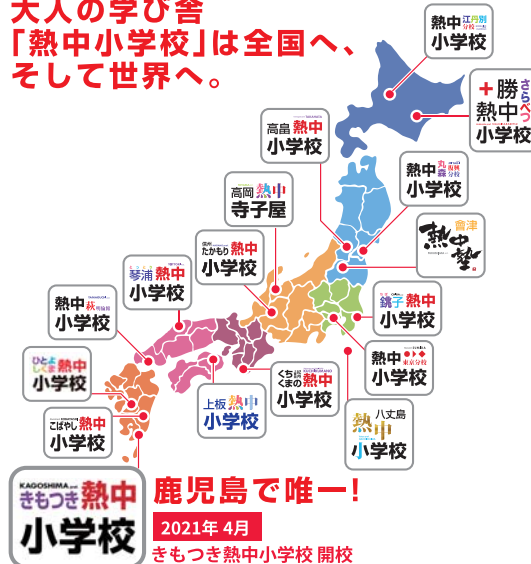 大人の学び舎
「熱中小学校」は全国へ、
そして世界へ。
熱中 江丹別
分校
小学校
十勝 さらべつ
熱中
小学校
高畠 熱中
小学校
熱中 丸森 復興
分校
小学校
高岡 熱中
寺子屋
會津
熱中塾
信州
たかもり 熱中
小学校
琴浦 熱中
小学校
熱中 萩 明倫館
小学校
銚子 熱中
小学校
ひとよし くま 熱中
小学校
熱中 東京分校
小学校
くまの 熱中
小学校
上板 熱中
小学校
八丈島
熱中
小学校
こばやし 熱中
小学校
KAGOSHIMA
きもつき 熱中
小学校
鹿児島で唯一!
2021年 4月
きもつき熱中小学校 開校